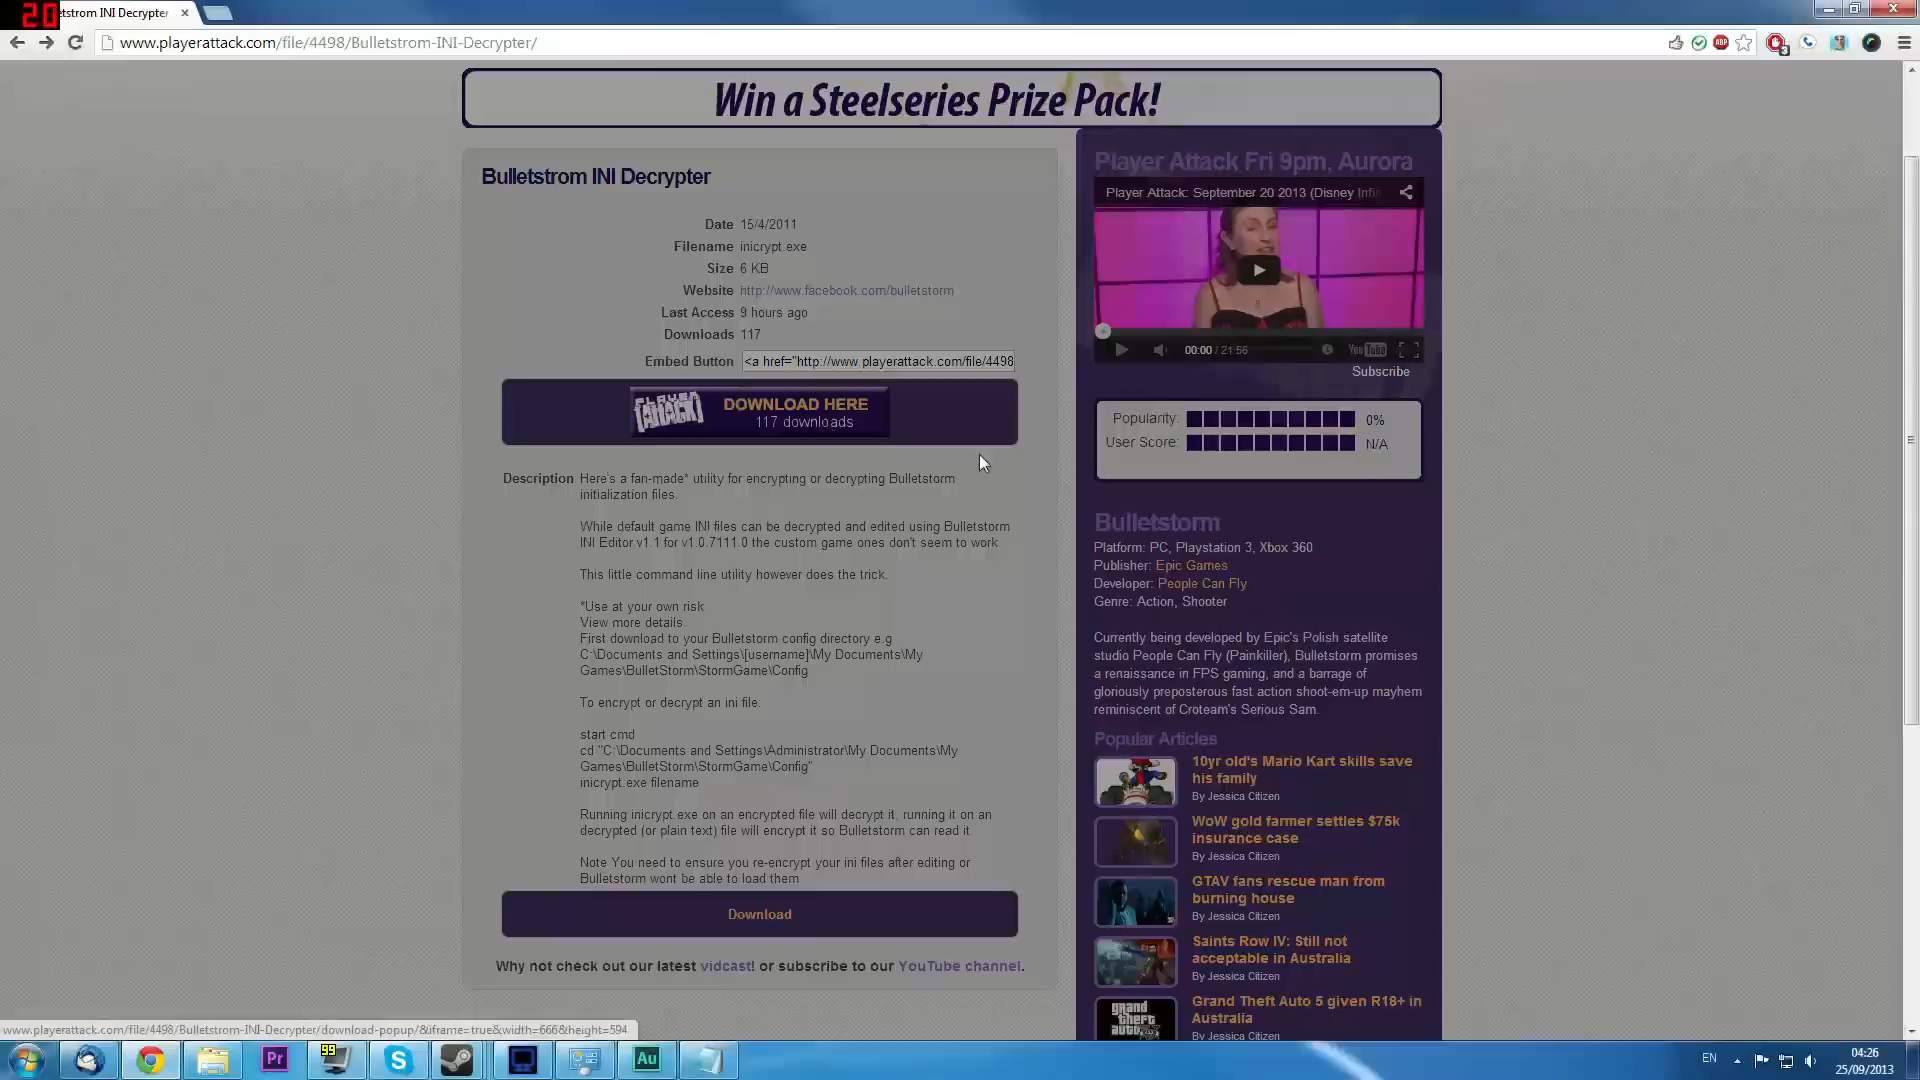 20
etstrom INI Decrypter
www.playerattack.com/file/4498/Bulletstrom-INI-Decrypter/
ABP
3
Win a Steelseries Prize Pack!
Bulletstrom INI Decrypter
Date 15/4/2011
Filename inicrypt.exe
Size 6 KB
Website http://www.facebook.com/bulletstorm
Last Access 9 hours ago
Downloads 117
Embed Button <a href="http://www.playerattack.com/file/4498
PLAYER
ATTACK
DOWNLOAD HERE
117 downloads
Description Here's a fan-made* utility for encrypting or decrypting Bulletstorm
initialization files.
While default game INI files can be decrypted and edited using Bulletstorm
INI Editor v1.1 for v1.0.7111.0 the custom game ones don't seem to work
This little command line utility however does the trick.
*Use at your own risk
View more details.
First download to your Bulletstorm config directory e.g
C:\Documents and Settings\[username]\My Documents\My
Games\BulletStorm\StormGame\Config
To encrypt or decrypt an ini file:
start cmd
cd "C:\Documents and Settings\Administrator\My Documents\My
Games\BulletStorm\StormGame\Config"
inicrypt.exe filename
Running inicrypt.exe on an encrypted file will decrypt it, running it on an
decrypted (or plain text) file will encrypt it so Bulletstorm can read it.
Note You need to ensure you re-encrypt your ini files after editing or
Bulletstorm wont be able to load them
Download
Why not check out our latest vidcast! or subscribe to our YouTube channel.
Player Attack Fri 9pm, Aurora
Player Attack: September 20 2013 (Disney Infin
00:00 / 21:56
YouTube
Subscribe
Popularity: 0%
User Score: N/A
Bulletstorm
Platform: PC, Playstation 3, Xbox 360
Publisher: Epic Games
Developer: People Can Fly
Genre: Action, Shooter
Currently being developed by Epic's Polish satellite
studio People Can Fly (Painkiller), Bulletstorm promises
a renaissance in FPS gaming, and a barrage of
gloriously preposterous fast action shoot-em-up mayhem
reminiscent of Croteam's Serious Sam.
Popular Articles
10yr old's Mario Kart skills save
his family
By Jessica Citizen
WoW gold farmer settles $75k
insurance case
By Jessica Citizen
GTAV fans rescue man from
burning house
By Jessica Citizen
Saints Row IV: Still not
acceptable in Australia
By Jessica Citizen
grand
theft
auto
Grand Theft Auto 5 given R18+ in
Australia
By Jessica Citizen
www.playerattack.com/file/4498/Bulletstrom-INI-Decrypter/download-popup/&iframe=true&width=666&height=594
Pr
99
S
Au
EN
04:26
25/09/2013